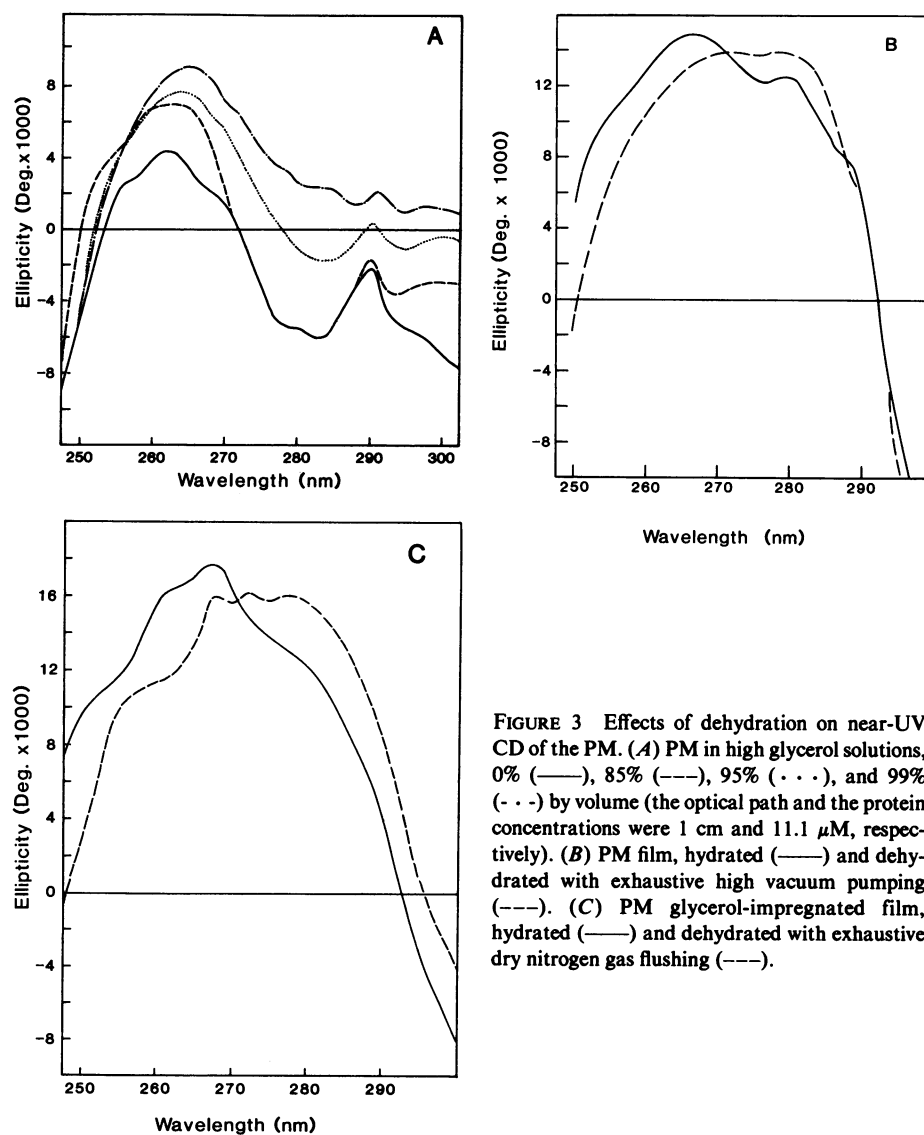 A
Ellipticity (Deg.x1000)
8
4
0
-4
-8
250 260 270 280 290 300
Wavelength (nm)
B
Ellipticity (Deg. x 1000)
12
8
4
0
-4
-8
250 260 270 280 290
Wavelength (nm)
C
Ellipticity (Deg. x1000)
16
12
8
4
0
-4
-8
250 260 270 280 290
Wavelength (nm)
FIGURE 3 Effects of dehydration on near-UV
CD of the PM. (A) PM in high glycerol solutions,
0% (——), 85% (---), 95% (· · ·), and 99%
(- · -) by volume (the optical path and the protein
concentrations were 1 cm and 11.1 μM, respec-
tively). (B) PM film, hydrated (——) and dehy-
drated with exhaustive high vacuum pumping
(---). (C) PM glycerol-impregnated film,
hydrated (——) and dehydrated with exhaustive
dry nitrogen gas flushing (---).